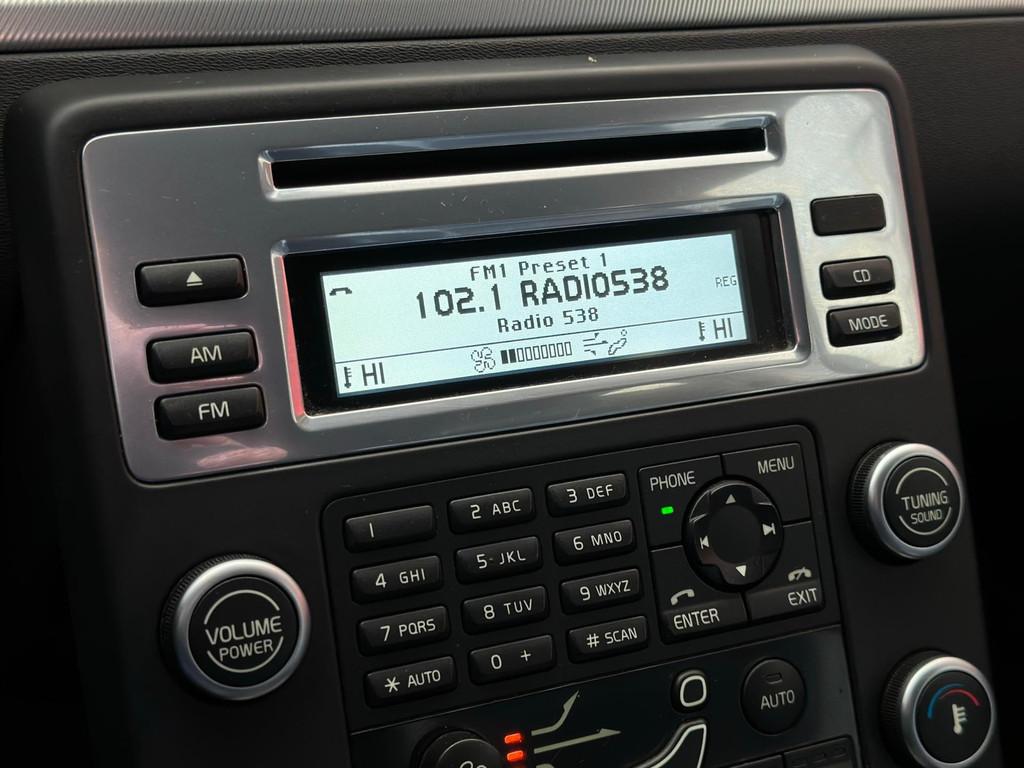 FM1 Preset 1
102.1 RADIO538
REG
Radio 538
HI
HI
AM
FM
CD
MODE
1
2 ABC
3 DEF
4 GHI
5 JKL
6 MNO
7 PQRS
8 TUV
9 WXYZ
* AUTO
0 +
# SCAN
PHONE
MENU
ENTER
EXIT
VOLUME
POWER
TUNING
SOUND
AUTO